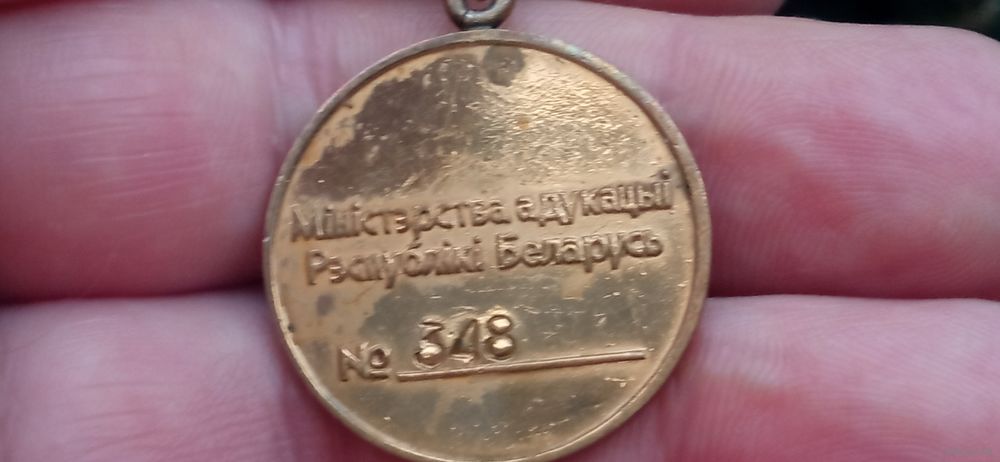 Міністэрства адукацыі
Рэспублікі Беларусь
№ 348